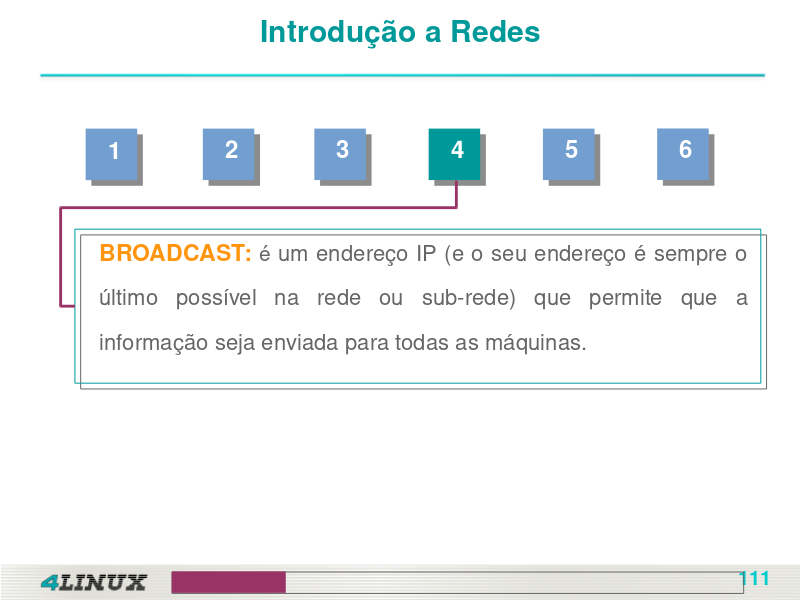 Introdução a Redes
1 2 3 4 5 6
BROADCAST: é um endereço IP (e o seu endereço é sempre o
último possível na rede ou sub-rede) que permite que a
informação seja enviada para todas as máquinas.
4LINUX
111